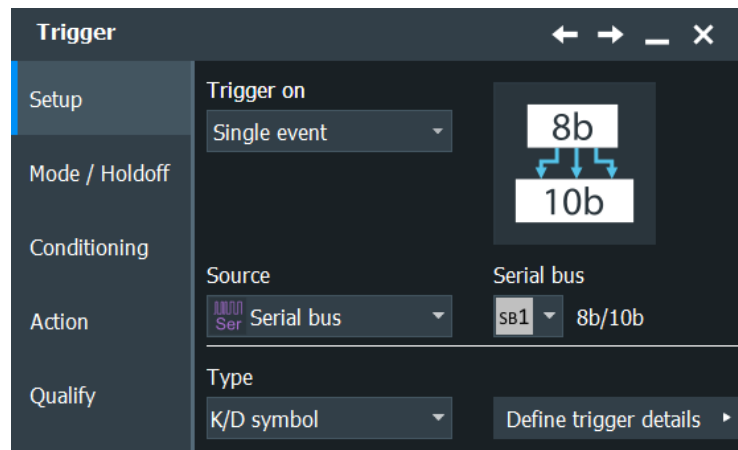 Trigger
Setup
Mode / Holdoff
Conditioning
Action
Qualify
Trigger on
Single event
8b
10b
Source
Serial bus
Ser Serial bus
SB1 8b/10b
Type
K/D symbol
Define trigger details